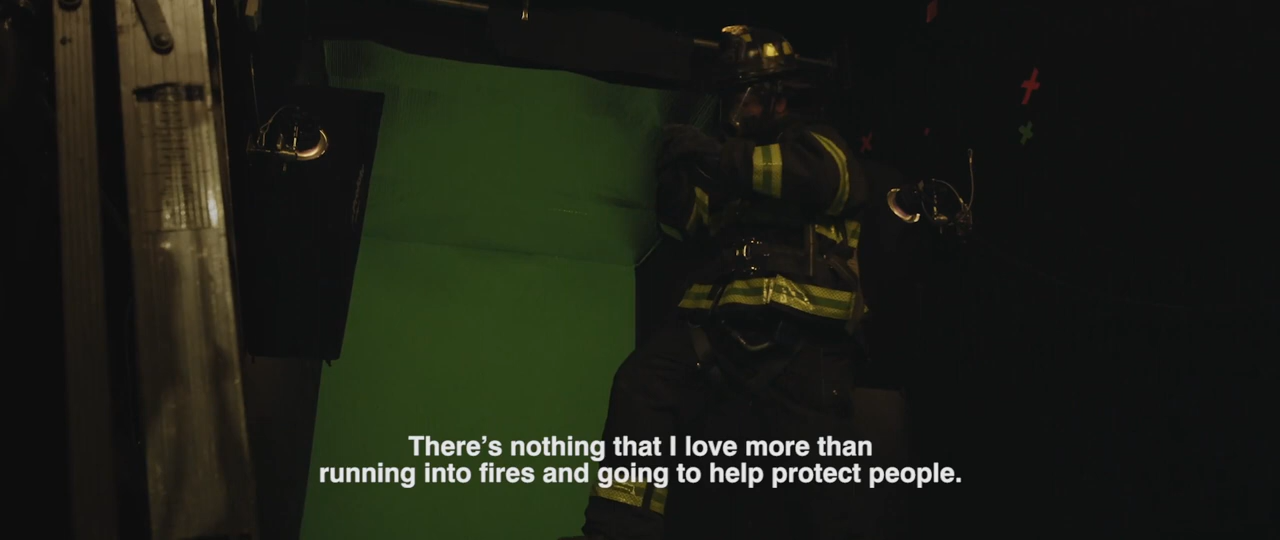 There’s nothing that I love more than
running into fires and going to help protect people.